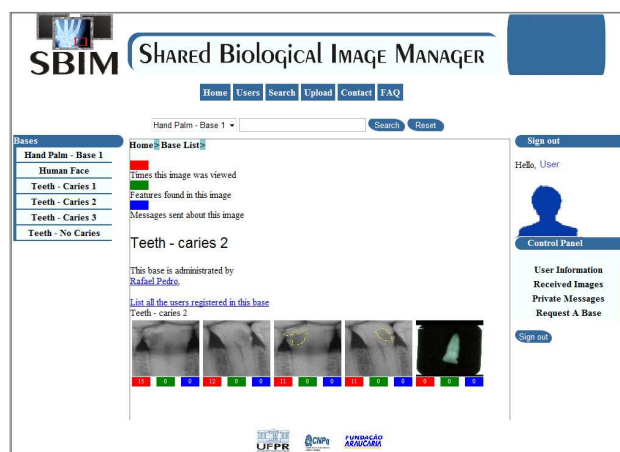 SBIM
Shared Biological Image Manager
Home Users Search Upload Contact FAQ
Hand Palm - Base 1 Search Reset
Bases
Hand Palm - Base 1
Human Face
Teeth - Caries 1
Teeth - Caries 2
Teeth - Caries 3
Teeth - No Caries
Home> Base List>
Times this image was viewed
Features found in this image
Messages sent about this image
Teeth - caries 2
This base is administrated by
Rafael Pedro,
List all the users registered in this base
Teeth - caries 2
15 0 0 12 0 0 11 0 0 11 0 0 0 0 0
Sign out
Hello, User
Control Panel
User Information
Received Images
Private Messages
Request A Base
Sign out
UFPR CNPq FUNDAÇÃO
ARAUCÁRIA